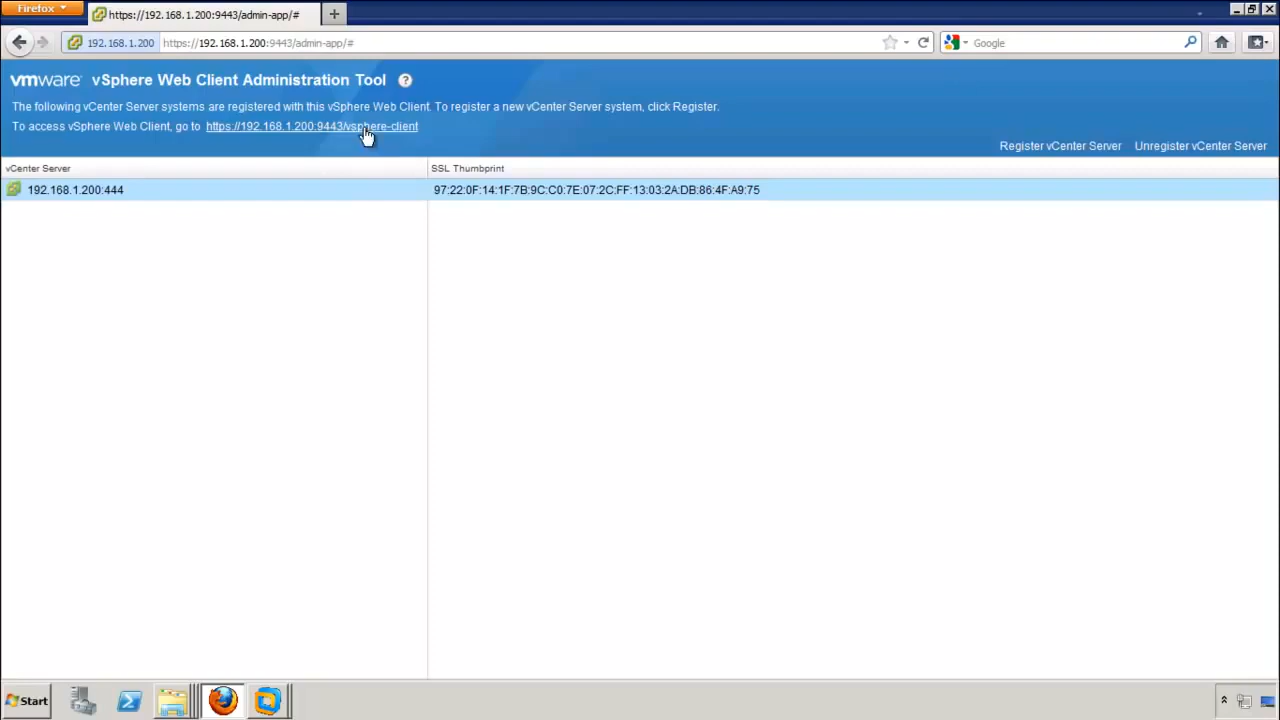 Firefox
https://192.168.1.200:9443/admin-app/#
192.168.1.200 https://192.168.1.200:9443/admin-app/# Google
vmware vSphere Web Client Administration Tool ?
The following vCenter Server systems are registered with this vSphere Web Client. To register a new vCenter Server system, click Register.
To access vSphere Web Client, go to https://192.168.1.200:9443/vsphere-client
Register vCenter Server Unregister vCenter Server
vCenter Server SSL Thumbprint
192.168.1.200:444 97:22:0F:14:1F:7B:9C:C0:7E:07:2C:FF:13:03:2A:DB:86:4F:A9:75
Start